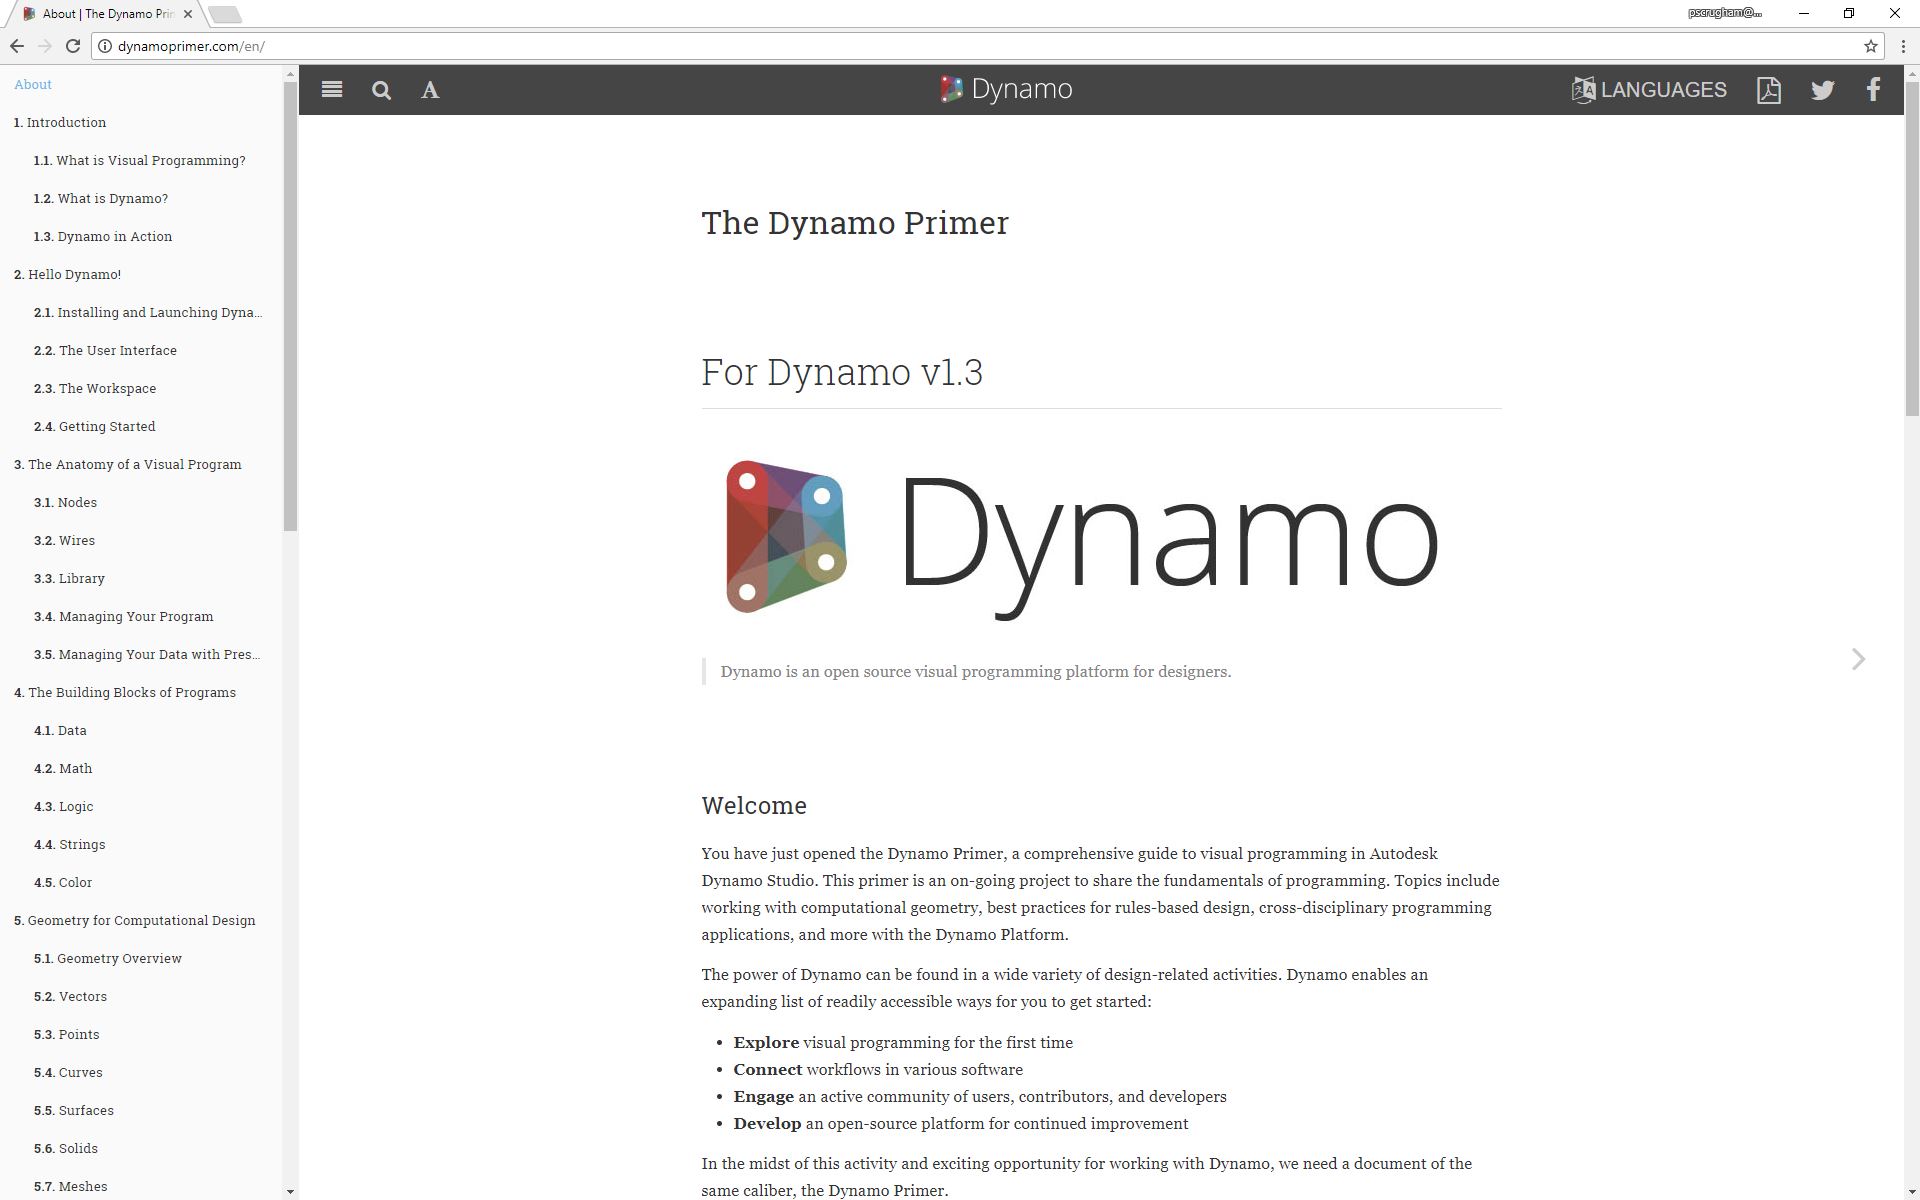 About | The Dynamo Prin
pscrugham@...
dynamoprimer.com/en/
About
1. Introduction
1.1. What is Visual Programming?
1.2. What is Dynamo?
1.3. Dynamo in Action
2. Hello Dynamo!
2.1. Installing and Launching Dyna...
2.2. The User Interface
2.3. The Workspace
2.4. Getting Started
3. The Anatomy of a Visual Program
3.1. Nodes
3.2. Wires
3.3. Library
3.4. Managing Your Program
3.5. Managing Your Data with Pres...
4. The Building Blocks of Programs
4.1. Data
4.2. Math
4.3. Logic
4.4. Strings
4.5. Color
5. Geometry for Computational Design
5.1. Geometry Overview
5.2. Vectors
5.3. Points
5.4. Curves
5.5. Surfaces
5.6. Solids
5.7. Meshes
A
Dynamo
LANGUAGES
The Dynamo Primer
For Dynamo v1.3
Dynamo
Dynamo is an open source visual programming platform for designers.
Welcome
You have just opened the Dynamo Primer, a comprehensive guide to visual programming in Autodesk
Dynamo Studio. This primer is an on-going project to share the fundamentals of programming. Topics include
working with computational geometry, best practices for rules-based design, cross-disciplinary programming
applications, and more with the Dynamo Platform.
The power of Dynamo can be found in a wide variety of design-related activities. Dynamo enables an
expanding list of readily accessible ways for you to get started:
• Explore visual programming for the first time
• Connect workflows in various software
• Engage an active community of users, contributors, and developers
• Develop an open-source platform for continued improvement
In the midst of this activity and exciting opportunity for working with Dynamo, we need a document of the
same caliber, the Dynamo Primer.